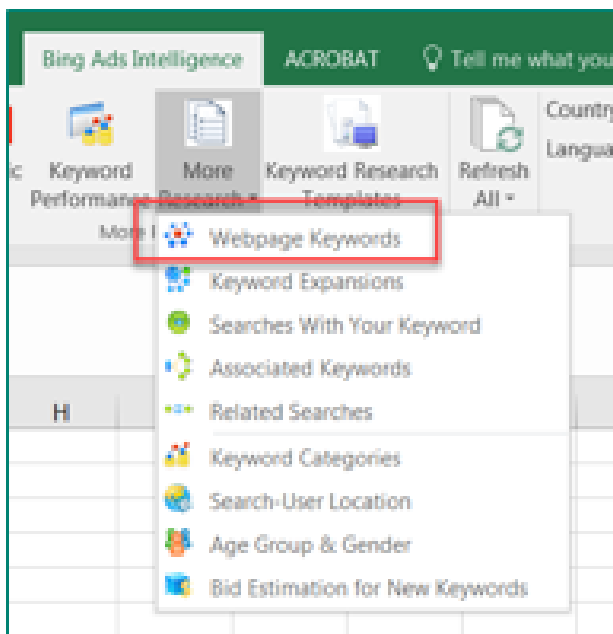 Bing Ads Intelligence
ACROBAT
Tell me what you
Country
Langua
c
Keyword
Performance
More
Research
Keyword Research
Templates
Refresh
All
More
Webpage Keywords
Keyword Expansions
Searches With Your Keyword
Associated Keywords
H
Related Searches
Keyword Categories
Search-User Location
Age Group & Gender
Bid Estimation for New Keywords